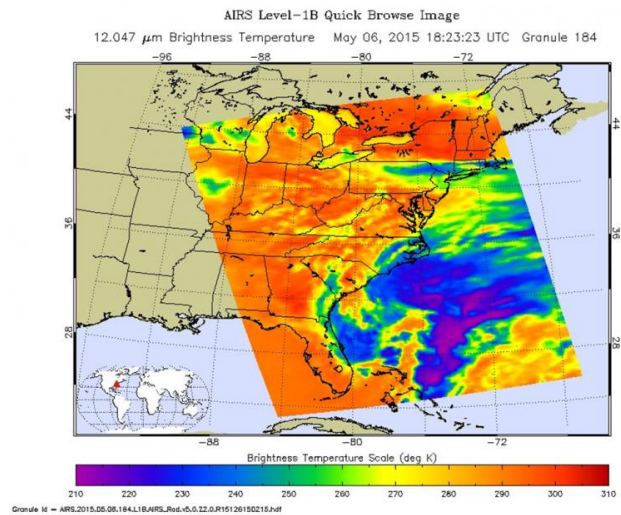 AIRS Level-1B Quick Browse Image
12.047 μm Brightness Temperature May 06, 2015 18:23:23 UTC Granule 184
-96 -88 -80 -72
44 44
36 36
28 28
-88 -80 -72
Brightness Temperature Scale (deg K)
210 220 230 240 250 260 270 280 290 300 310
Granule Id = AIRS.2015.05.06.184.L1B.AIRS_Rad.v5.0.22.0.R15126150215.hdf